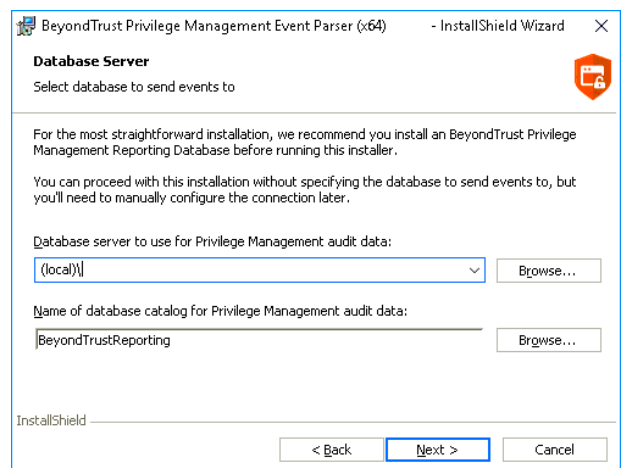 BeyondTrust Privilege Management Event Parser (x64) - InstallShield Wizard
Database Server
Select database to send events to
For the most straightforward installation, we recommend you install an BeyondTrust Privilege
Management Reporting Database before running this installer.
You can proceed with this installation without specifying the database to send events to, but
you'll need to manually configure the connection later.
Database server to use for Privilege Management audit data:
(local)\
Browse...
Name of database catalog for Privilege Management audit data:
BeyondTrustReporting
Browse...
InstallShield
< Back
Next >
Cancel